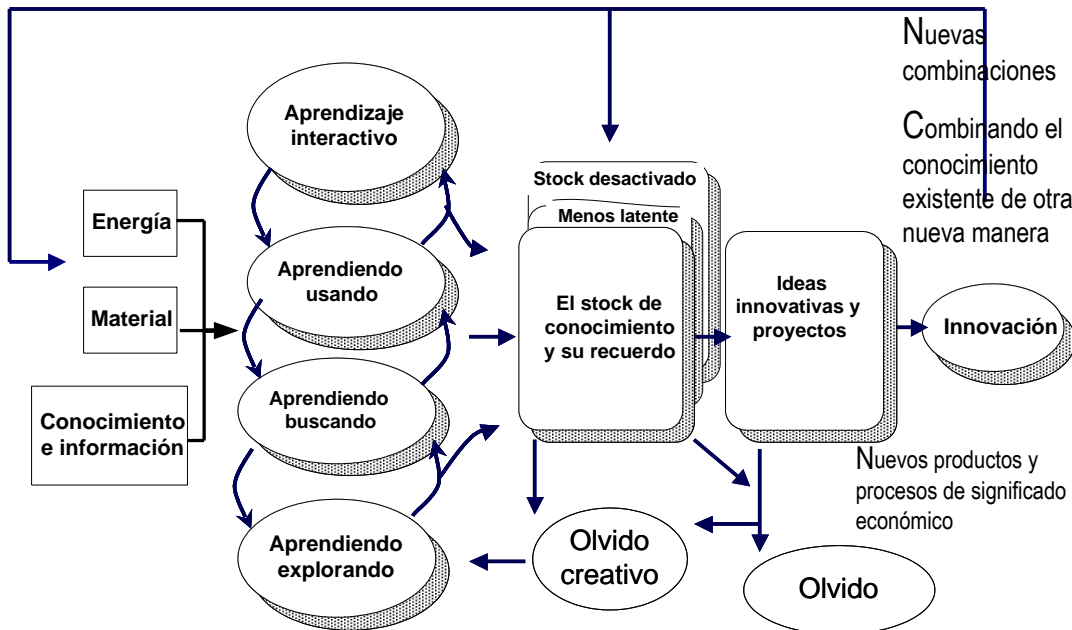 Nuevas
combinaciones
Combinando el
conocimiento
existente de otra
nueva manera
Aprendizaje
interactivo
Stock desactivado
Menos latente
Energía
Aprendiendo
usando
Material
El stock de
conocimiento
y su recuerdo
Ideas
innovativas y
proyectos
Innovación
Aprendiendo
buscando
Conocimiento
e información
Nuevos productos y
procesos de significado
económico
Aprendiendo
explorando
Olvido
creativo
Olvido